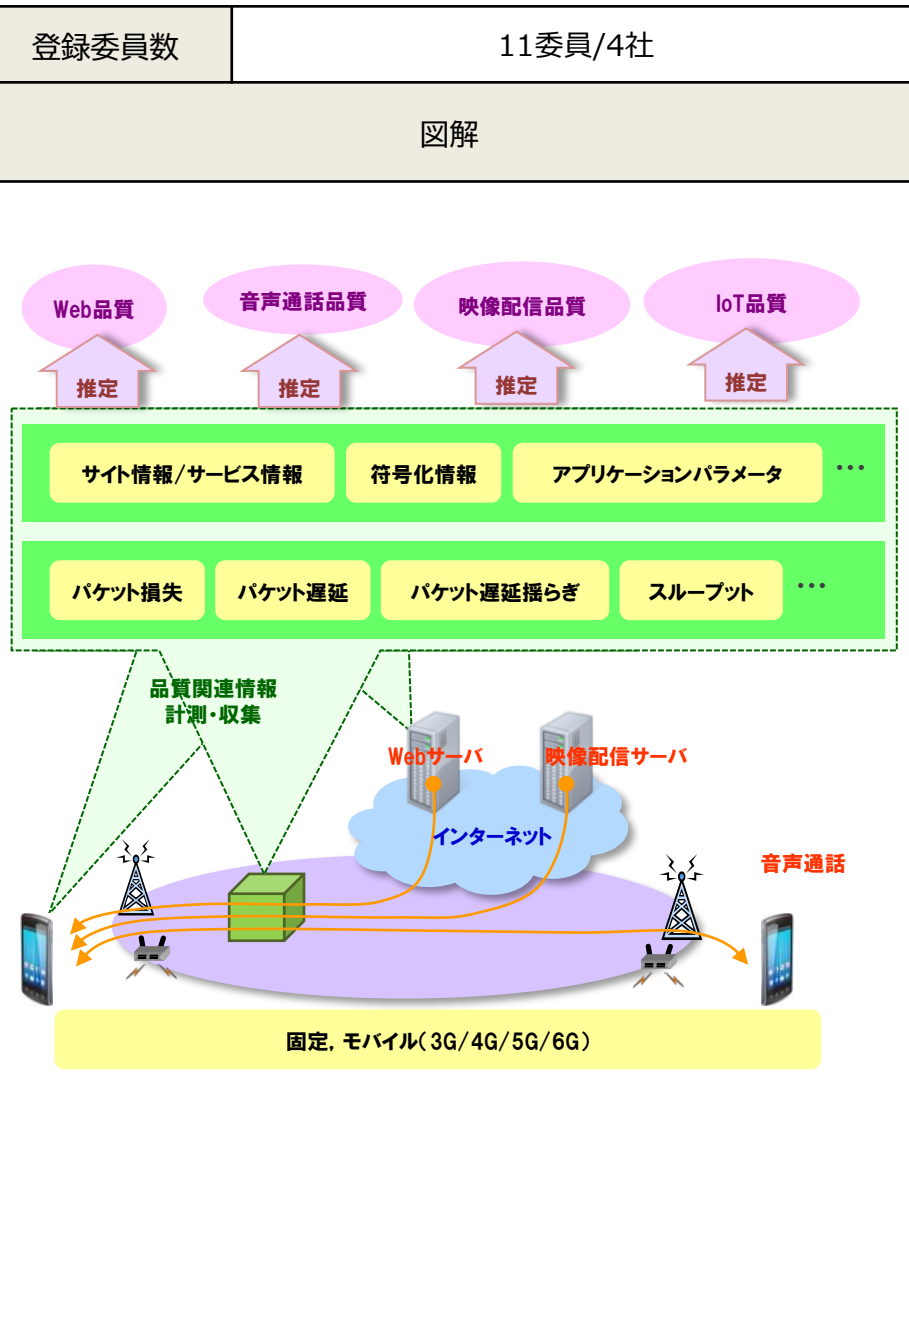 登録委員数
11委員/4社
図解
Web品質
音声通話品質
映像配信品質
IoT品質
推定
推定
推定
推定
サイト情報/サービス情報
符号化情報
アプリケーションパラメータ
…
パケット損失
パケット遅延
パケット遅延揺らぎ
スループット
…
品質関連情報
計測・収集
Webサーバ
映像配信サーバ
インターネット
音声通話
固定, モバイル(3G/4G/5G/6G)